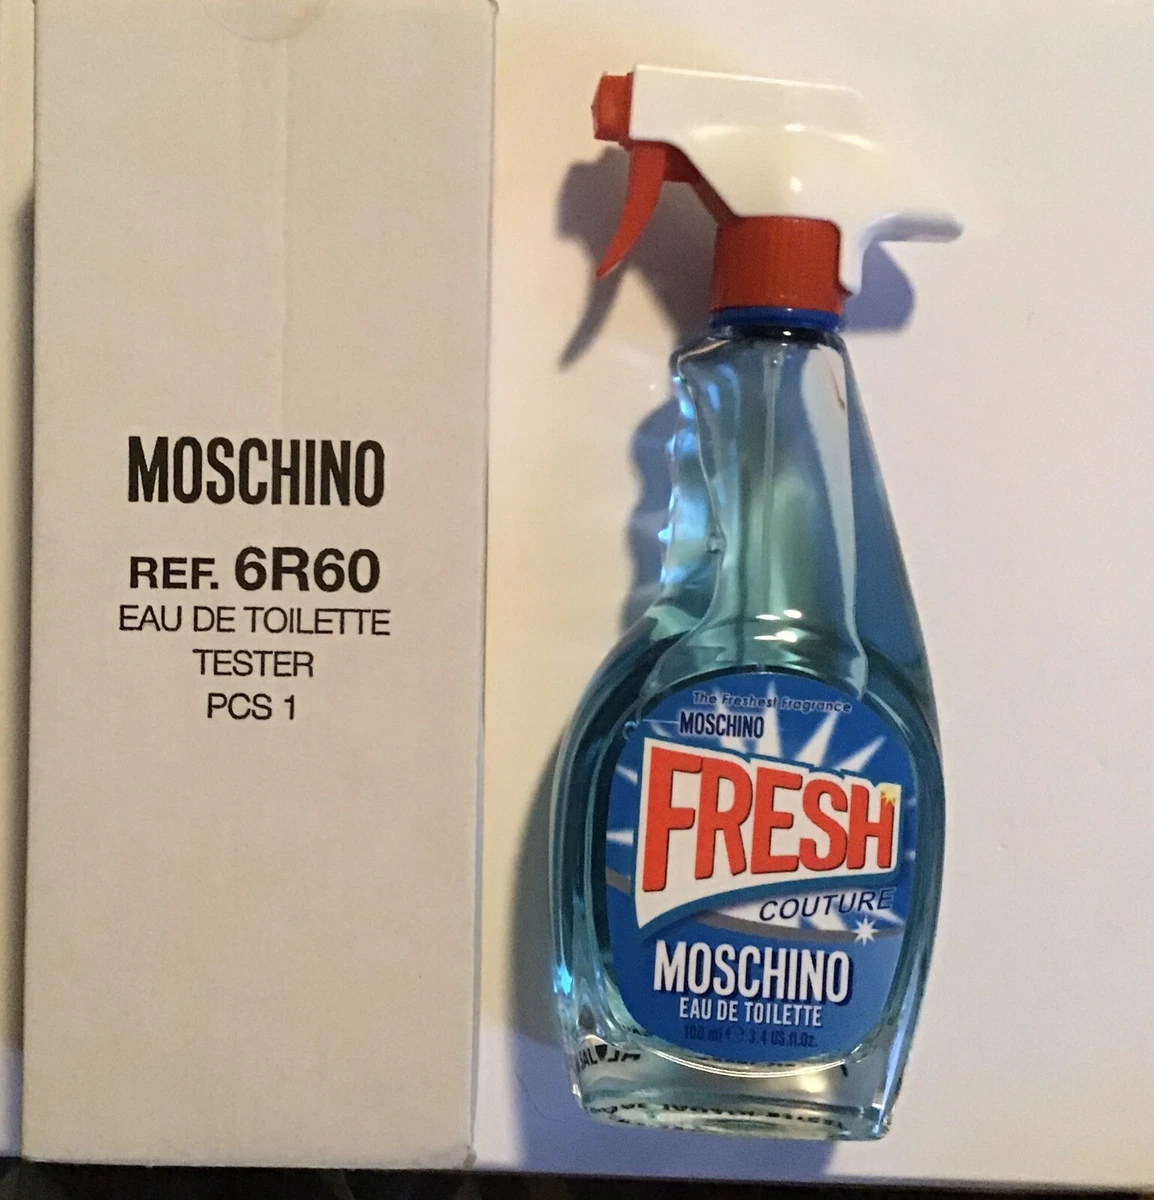 MOSCHINO
REF. 6R60
EAU DE TOILETTE
TESTER
PCS 1
The Freshest Fragrance
MOSCHINO
FRESH
COUTURE
MOSCHINO
EAU DE TOILETTE
100 ml e 3.4 US fl.Oz.